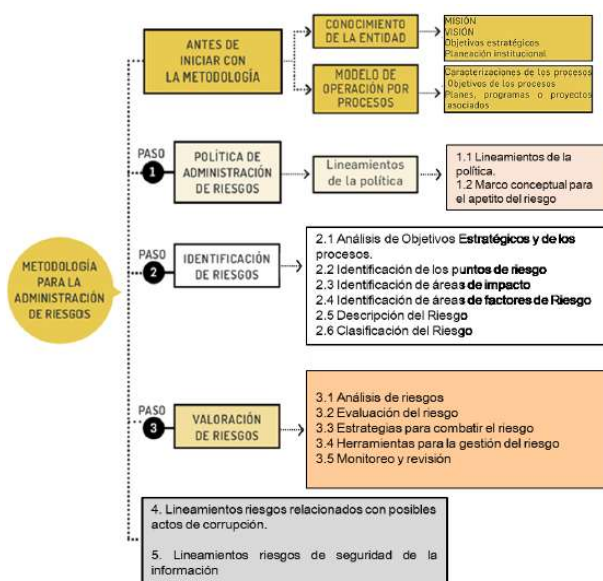 ANTES DE
INICIAR CON
LA METODOLOGÍA
CONOCIMIENTO
DE LA ENTIDAD
MISIÓN
VISIÓN
Objetivas estratégicos
Planeación institucional
MODELO DE
OPERACIÓN POR
PROCESOS
Caracterizaciones de los procesos
Objetivos de los procesos
Planes, programas o proyectos
asociados
PASO
1
POLÍTICA DE
ADMINISTRACIÓN
DE RIESGOS
Lineamientos
de la política
1.1 Lineamientos de la
política.
1.2 Marco conceptual para
el apetito del riesgo
METODOLOGÍA
PARA LA
ADMINISTRACIÓN
DE RIESGOS
PASO
2
IDENTIFICACIÓN
DE RIESGOS
2.1 Análisis de Objetivos Estratégicos y de los
procesos.
2.2 Identificación de los puntos de riesgo
2.3 Identificación de áreas de impacto
2.4 Identificación de áreas de factores de Riesgo
2.5 Descripción del Riesgo
2.6 Clasificación del Riesgo
PASO
3
VALORACIÓN
DE RIESGOS
3.1 Análisis de riesgos
3.2 Evaluación del riesgo
3.3 Estrategias para combatir el riesgo
3.4 Herramientas para la gestión del riesgo
3.5 Monitoreo y revisión
4. Lineamientos riesgos relacionados con posibles
actos de corrupción.
5. Lineamientos riesgos de seguridad de la
información